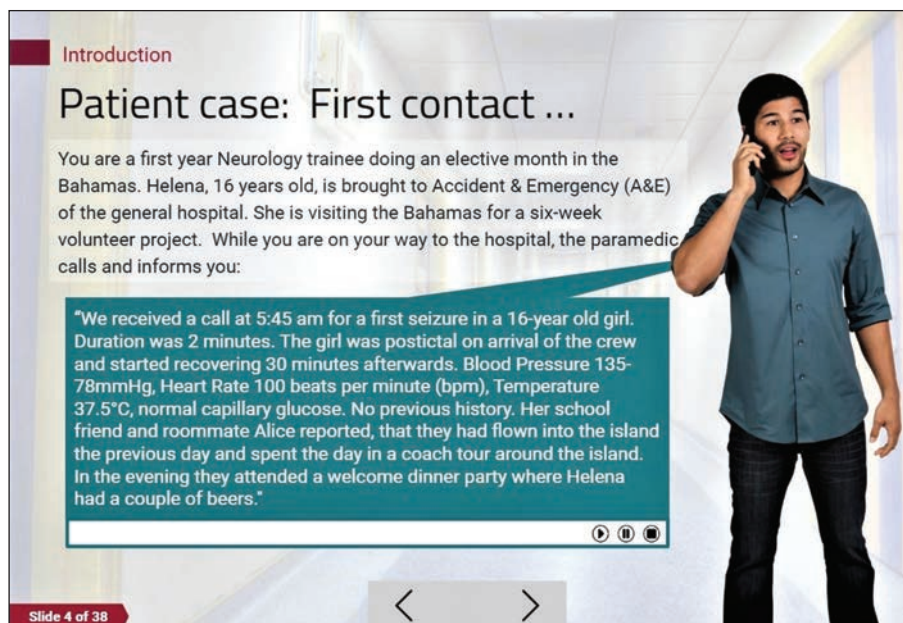 Introduction
Patient case: First contact ...
You are a first year Neurology trainee doing an elective month in the
Bahamas. Helena, 16 years old, is brought to Accident & Emergency (A&E)
of the general hospital. She is visiting the Bahamas for a six-week
volunteer project. While you are on your way to the hospital, the paramedic
calls and informs you:
"We received a call at 5:45 am for a first seizure in a 16-year old girl.
Duration was 2 minutes. The girl was postictal on arrival of the crew
and started recovering 30 minutes afterwards. Blood Pressure 135-
78mmHg, Heart Rate 100 beats per minute (bpm), Temperature
37.5°C, normal capillary glucose. No previous history. Her school
friend and roommate Alice reported, that they had flown into the island
the previous day and spent the day in a coach tour around the island.
In the evening they attended a welcome dinner party where Helena
had a couple of beers."
Slide 4 of 38